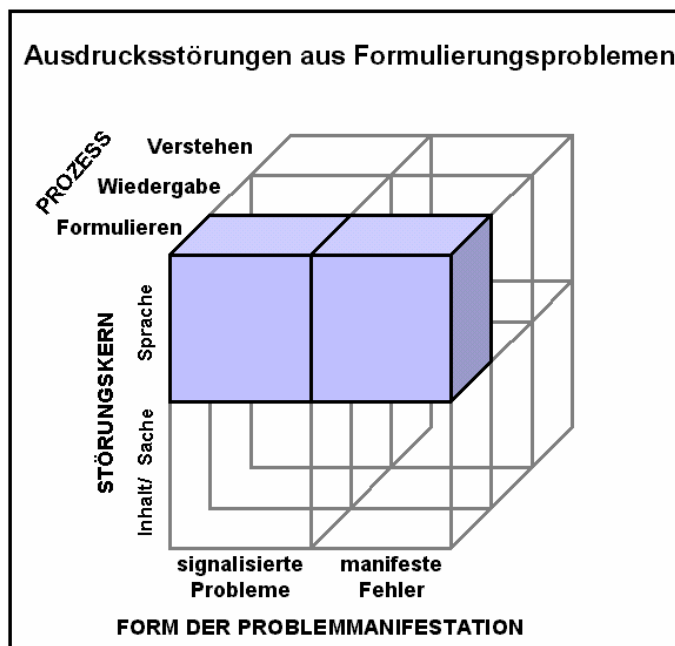 Ausdrucksstörungen aus Formulierungsproblemen
PROZESS
Verstehen
Wiedergabe
Formulieren
STÖRUNGSKERN
Sprache
Inhalt/ Sache
signalisierte
Probleme
manifeste
Fehler
FORM DER PROBLEMMANIFESTATION